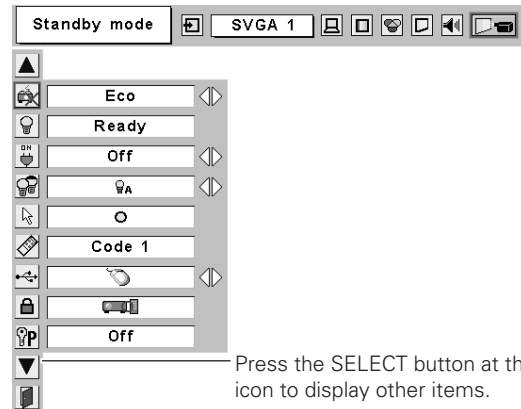 Standby mode SVGA 1
Eco
Ready
ON
Off
A
Code 1
P Off
Press the SELECT button at th
icon to display other items.